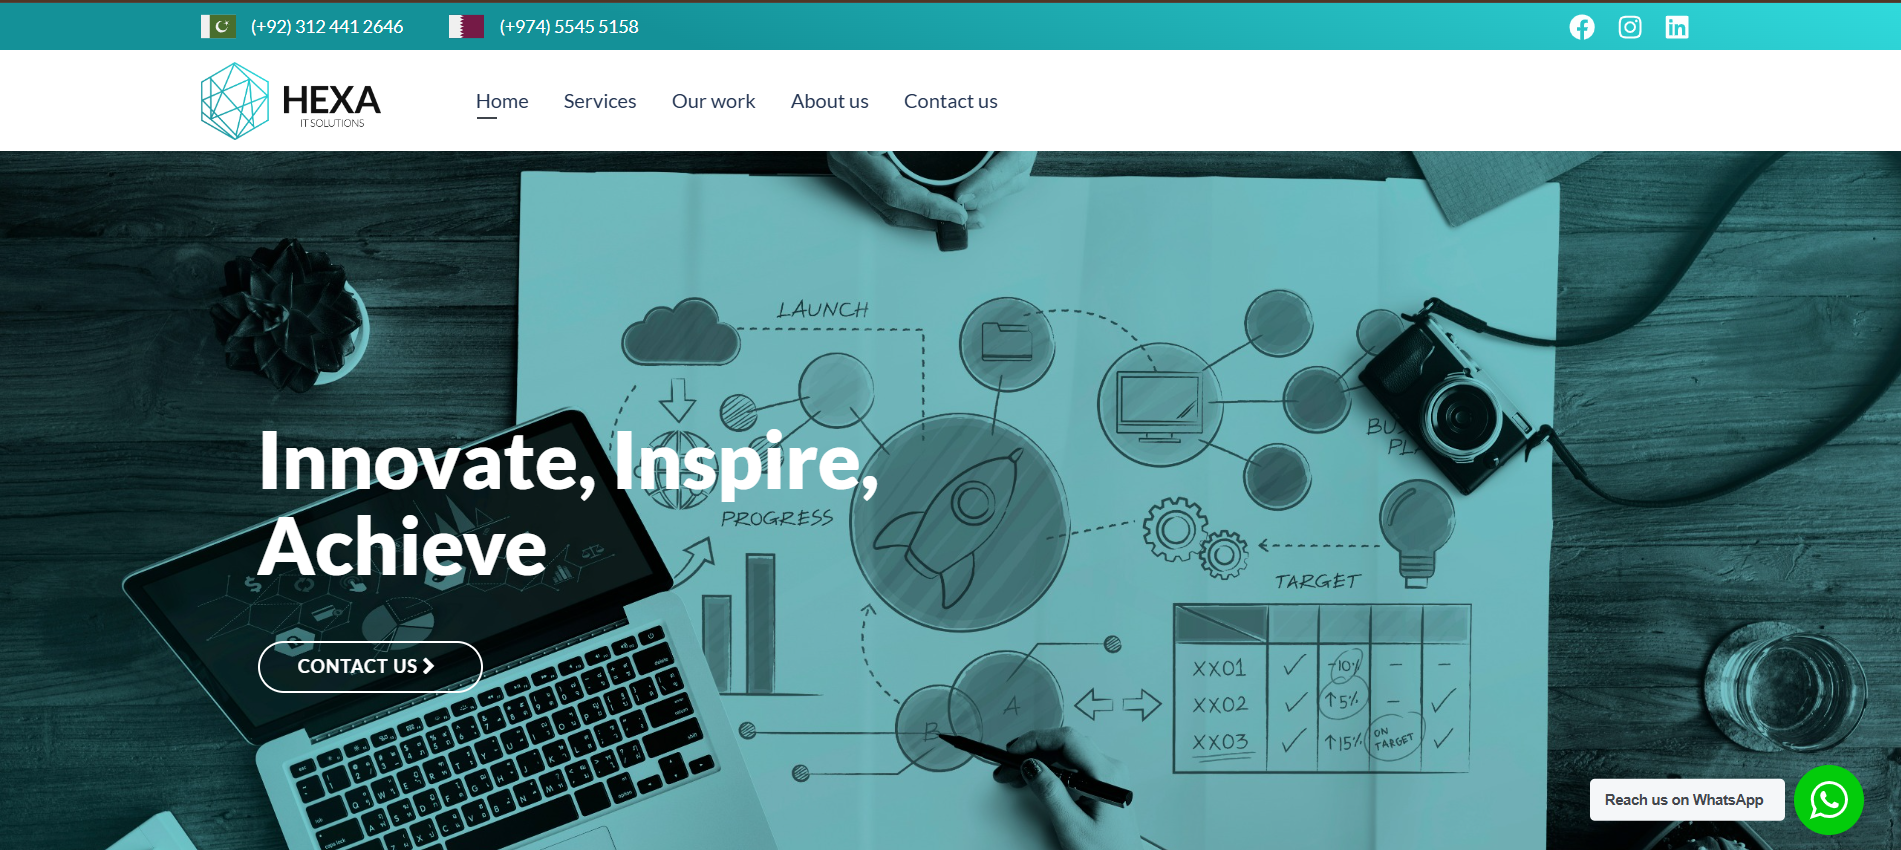 (+92) 312 441 2646
(+974) 5545 5158
HEXA
IT SOLUTIONS
Home
Services
Our work
About us
Contact us
LAUNCH
Innovate, Inspire,
Achieve
PROGRESS
TARGET
CONTACT US
XX01
-10%
XX02
↑5%
XX03
↑15%
ON
TARGET
A
B
Reach us on WhatsApp